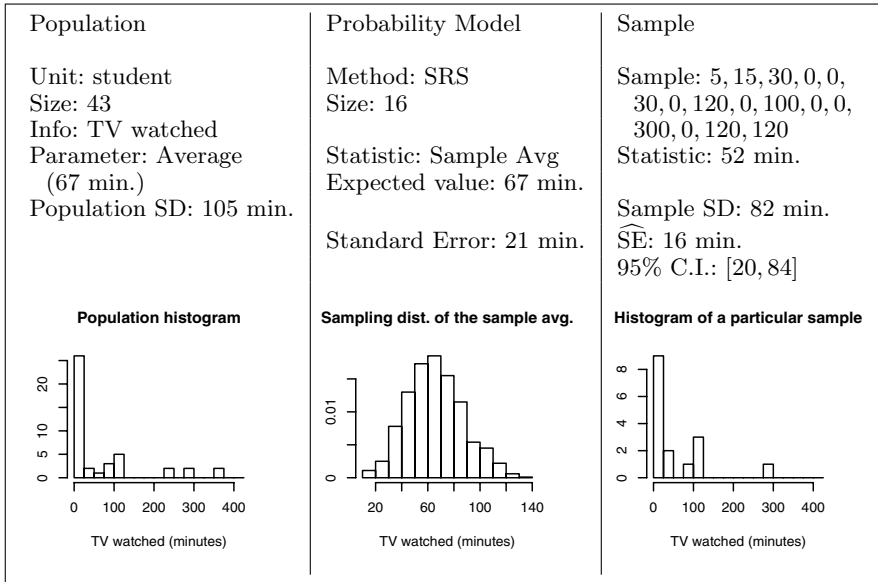 Population
Unit: student
Size: 43
Info: TV watched
Parameter: Average
(67 min.)
Population SD: 105 min.
Probability Model
Method: SRS
Size: 16
Statistic: Sample Avg
Expected value: 67 min.
Standard Error: 21 min.
Sample
Sample: 5, 15, 30, 0, 0,
30, 0, 120, 0, 100, 0, 0,
300, 0, 120, 120
Statistic: 52 min.
Sample SD: 82 min.
S͡E: 16 min.
95% C.I.: [20, 84]
Population histogram
20
10
5
0
0 100 200 300 400
TV watched (minutes)
Sampling dist. of the sample avg.
0.01
0.00
20 60 100 140
TV watched (minutes)
Histogram of a particular sample
8
6
4
2
0
0 100 200 300 400
TV watched (minutes)